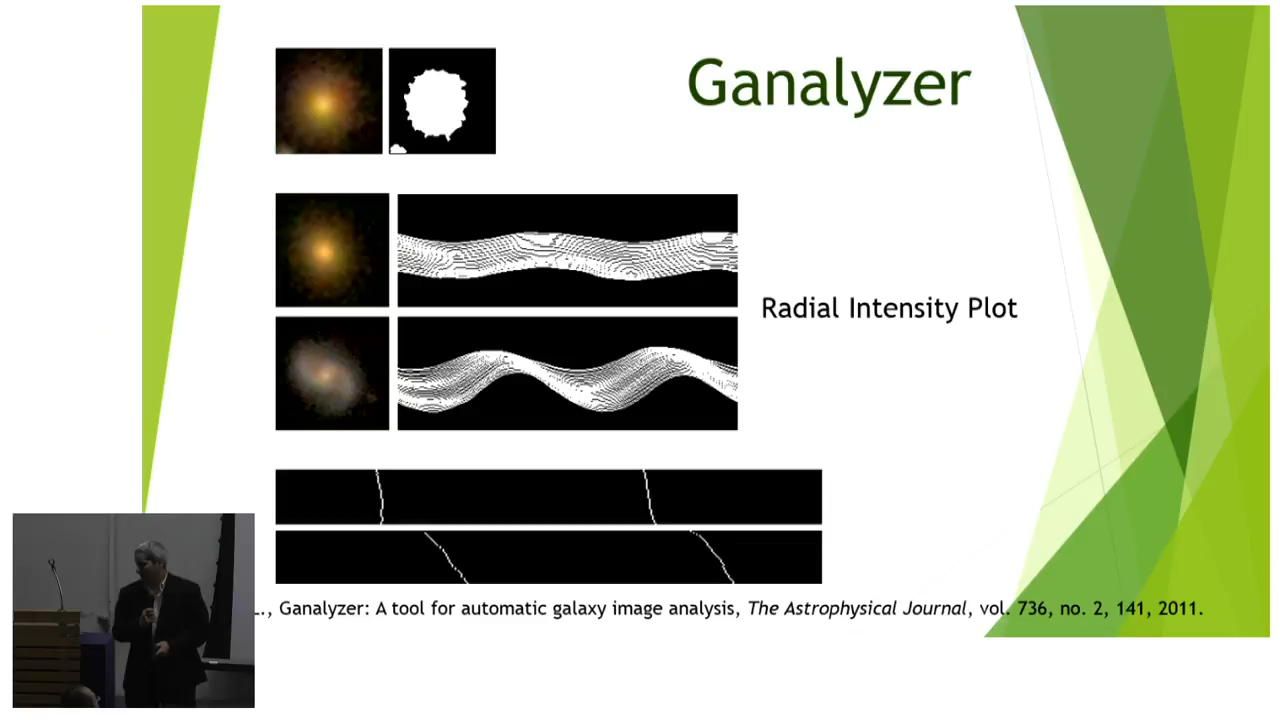 Ganalyzer
Radial Intensity Plot
L., Ganalyzer: A tool for automatic galaxy image analysis, The Astrophysical Journal, vol. 736, no. 2, 141, 2011.